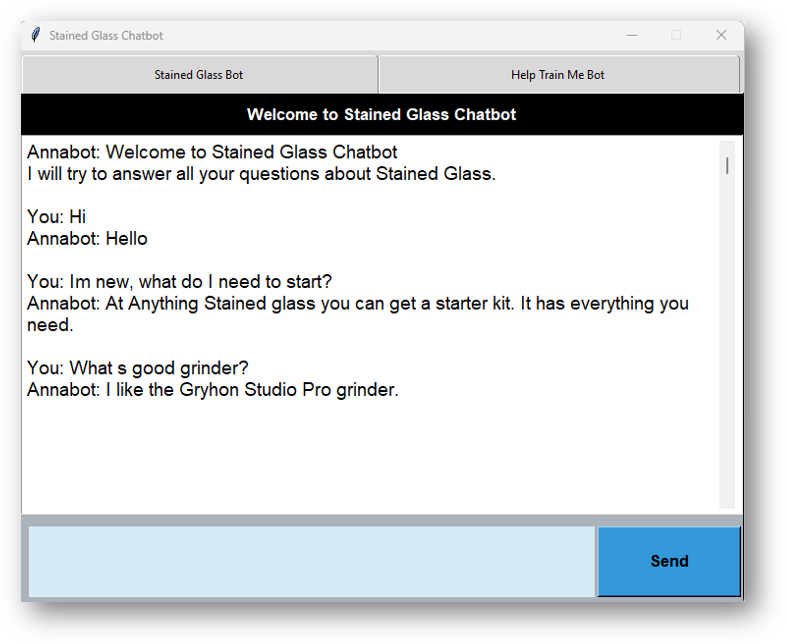 Stained Glass Chatbot
Stained Glass Bot
Help Train Me Bot
Welcome to Stained Glass Chatbot
Annabot: Welcome to Stained Glass Chatbot
I will try to answer all your questions about Stained Glass.
You: Hi
Annabot: Hello
You: Im new, what do I need to start?
Annabot: At Anything Stained glass you can get a starter kit. It has everything you
need.
You: What s good grinder?
Annabot: I like the Gryhon Studio Pro grinder.
Send